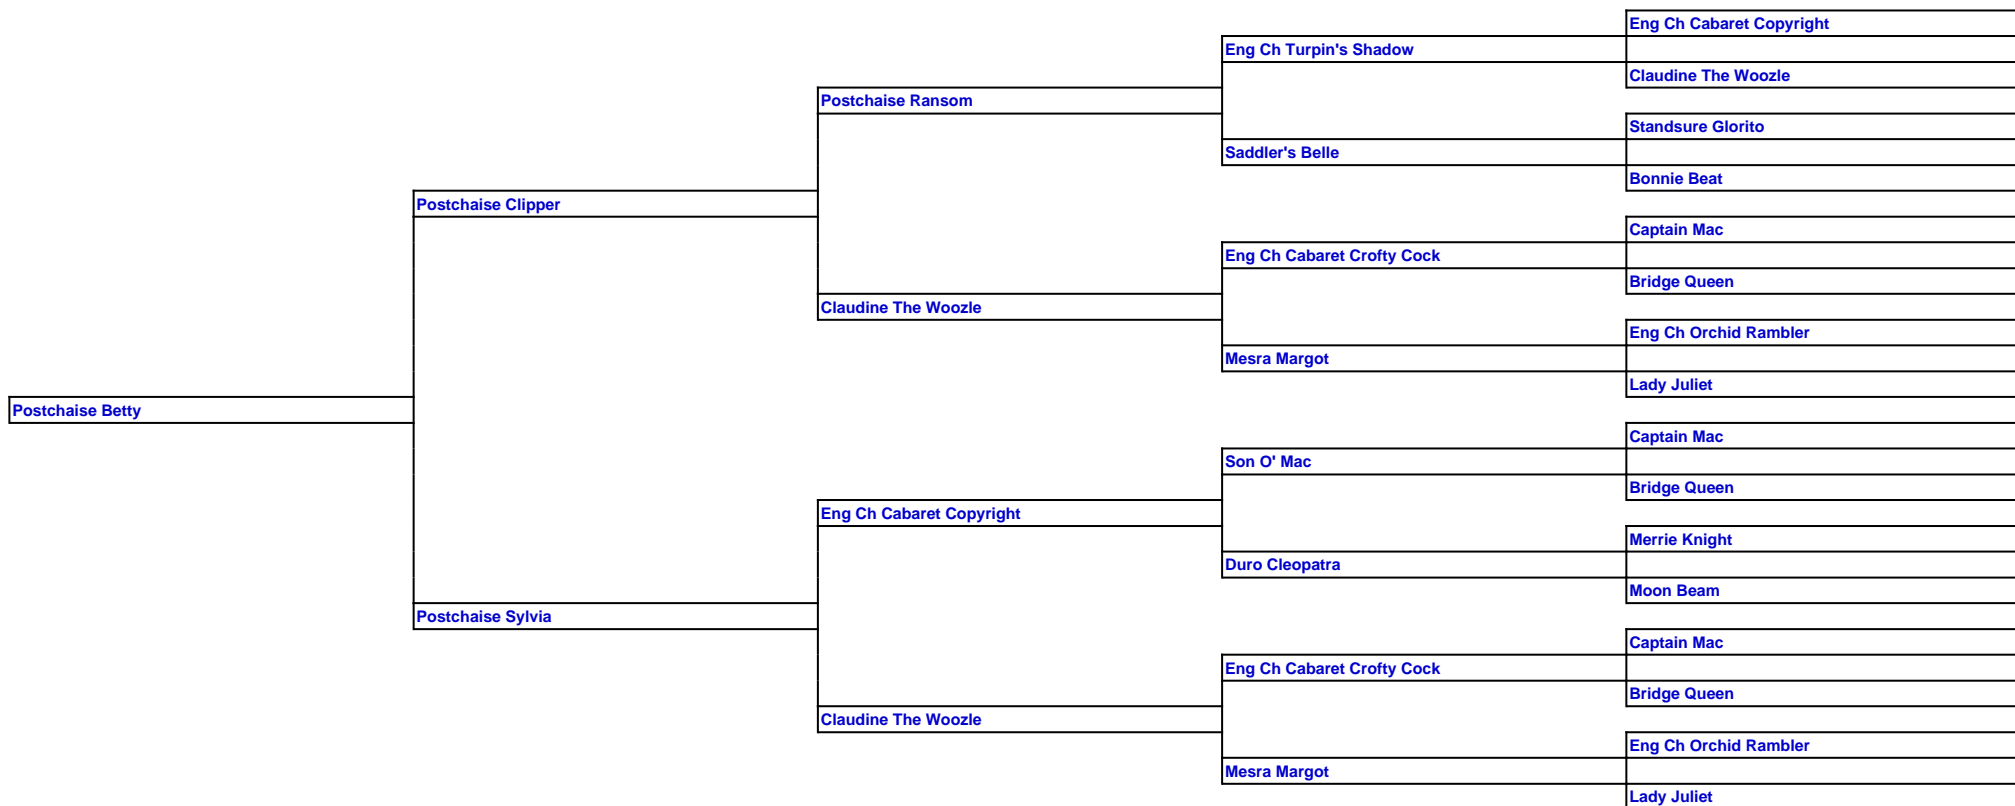 Eng Ch Cabaret Copyright
Eng Ch Turpin's Shadow
Claudine The Woozle
Postchaise Ransom
Standsure Glorito
Saddler's Belle
Bonnie Beat
Postchaise Clipper
Captain Mac
Eng Ch Cabaret Crofty Cock
Bridge Queen
Claudine The Woozle
Eng Ch Orchid Rambler
Mesra Margot
Lady Juliet
Postchaise Betty
Captain Mac
Son O' Mac
Bridge Queen
Eng Ch Cabaret Copyright
Merrie Knight
Duro Cleopatra
Moon Beam
Postchaise Sylvia
Captain Mac
Eng Ch Cabaret Crofty Cock
Bridge Queen
Claudine The Woozle
Eng Ch Orchid Rambler
Mesra Margot
Lady Juliet